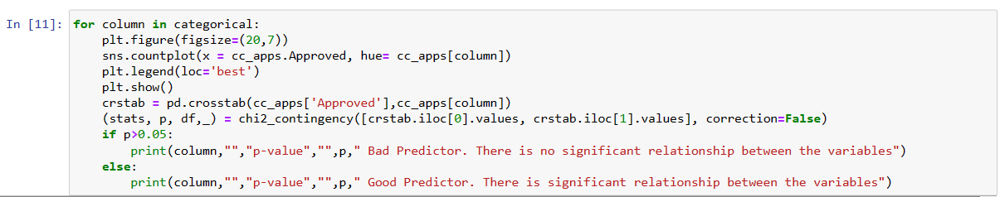 In [11]: for column in categorical:
    plt.figure(figsize=(20,7))
    sns.countplot(x = cc_apps.Approved, hue= cc_apps[column])
    plt.legend(loc='best')
    plt.show()
    crstab = pd.crosstab(cc_apps['Approved'],cc_apps[column])
    (stats, p, df,_) = chi2_contingency([crstab.iloc[0].values, crstab.iloc[1].values], correction=False)
    if p>0.05:
        print(column,"","p-value","",p," Bad Predictor. There is no significant relationship between the variables")
    else:
        print(column,"","p-value","",p," Good Predictor. There is significant relationship between the variables")